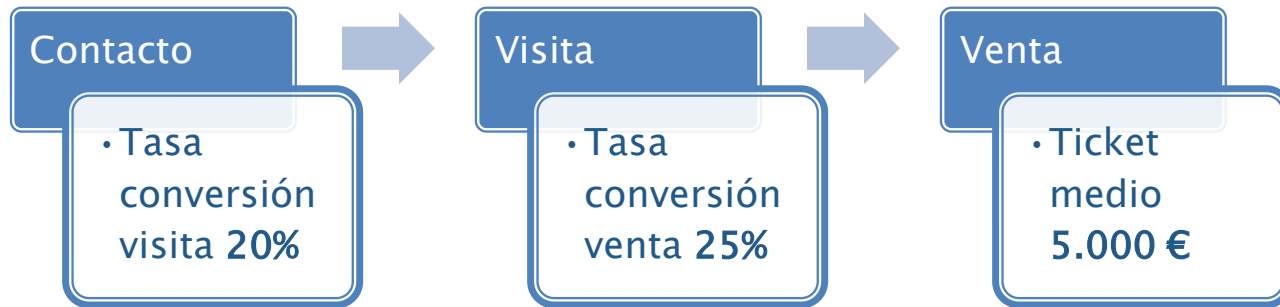 Contacto
• Tasa
conversión
visita 20%
Visita
• Tasa
conversión
venta 25%
Venta
• Ticket
medio
5.000 €